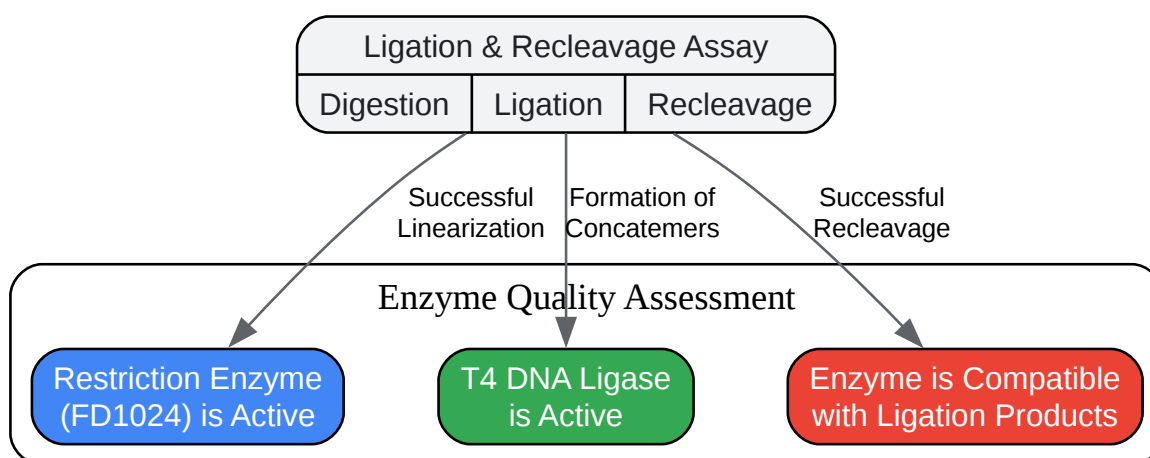 Ligation & Recleavage Assay
Digestion
Ligation
Recleavage
Successful
Linearization
Formation of
Concatemers
Successful
Recleavage
Enzyme Quality Assessment
Restriction Enzyme
(FD1024) is Active
T4 DNA Ligase
is Active
Enzyme is Compatible
with Ligation Products